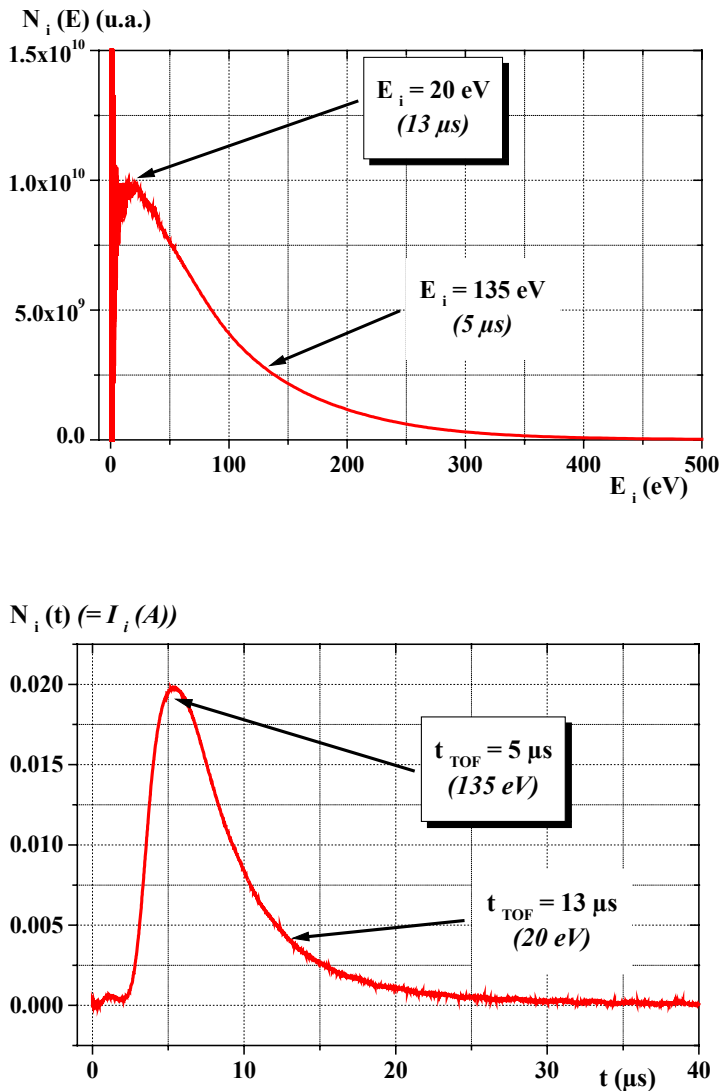 N i (E) (u.a.)
1.5x10^10
E i = 20 eV
(13 µs)
1.0x10^10
E i = 135 eV
(5 µs)
5.0x10^9
0.0
0 100 200 300 400 500
E i (eV)
N i (t) (= I i (A))
0.020
t TOF = 5 µs
(135 eV)
0.015
0.010
t TOF = 13 µs
(20 eV)
0.005
0.000
0 10 20 30 40
t (µs)